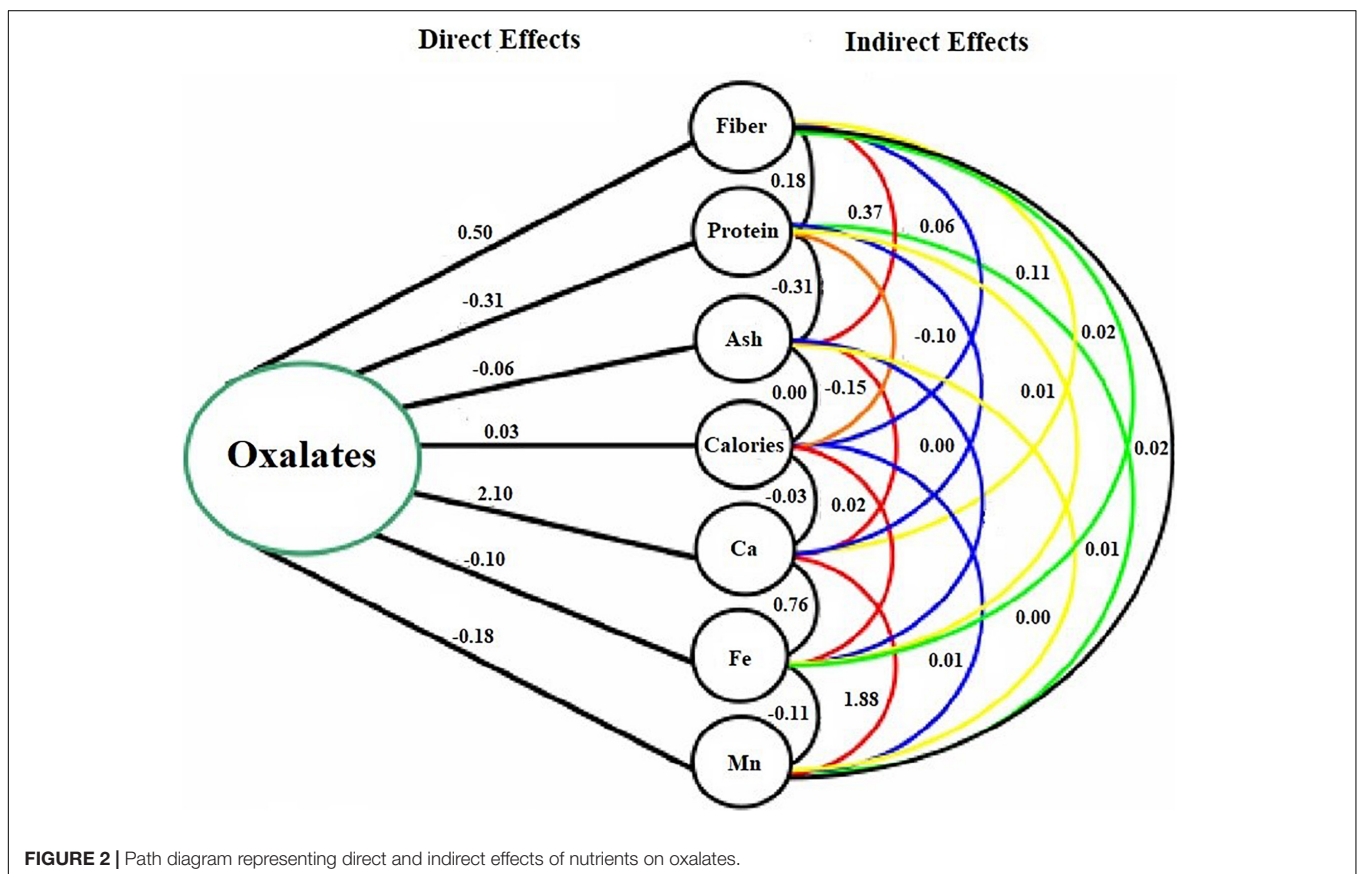 Direct Effects
Indirect Effects
Fiber
0.18
0.50
0.37
0.06
Protein
0.11
-0.31
-0.31
0.02
Ash
-0.10
-0.06
0.00
-0.15
0.01
0.03
Calories
0.00
0.02
Oxalates
-0.03
0.02
2.10
Ca
0.01
-0.10
0.76
0.00
-0.18
Fe
0.01
1.88
-0.11
Mn
FIGURE 2 | Path diagram representing direct and indirect effects of nutrients on oxalates.